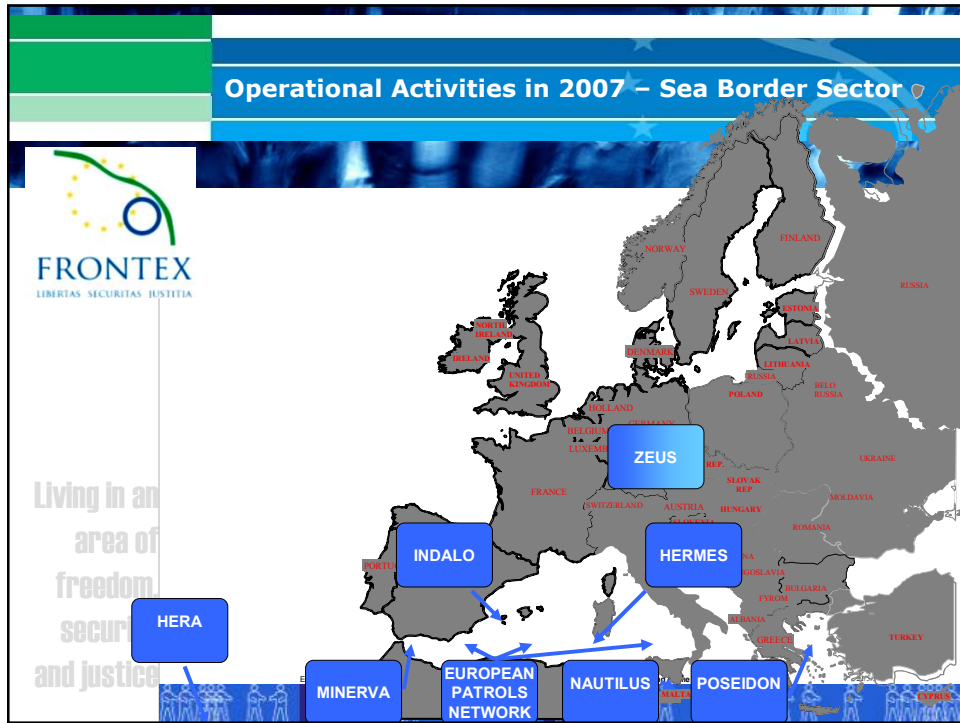 Operational Activities in 2007 – Sea Border Sector
FRONTEX
LIBERTAS SECURITAS JUSTITIA
Living in an
area of
freedom,
and justice
NORWAY
FINLAND
SWEDEN
RUSSIA
ESTONIA
NORTH
IRELAND
LATVIA
DENMARK
IRELAND
LITHUANIA
RUSSIA
UNITED
KINGDOM
BELO
RUSSIA
POLAND
HOLLAND
BELGIUM
ZEUS
UKRAINE
REP.
SLOVAK
REP
FRANCE
MOLDAVIA
SWITZERLAND
AUSTRIA
HUNGARY
ROMANIA
INDALO
HERMES
BULGARIA
FYROM
HERA
ALBANIA
GREECE
TURKEY
MINERVA
EUROPEAN
PATROLS
NETWORK
NAUTILUS
MALTA
POSEIDON
CYPRUS